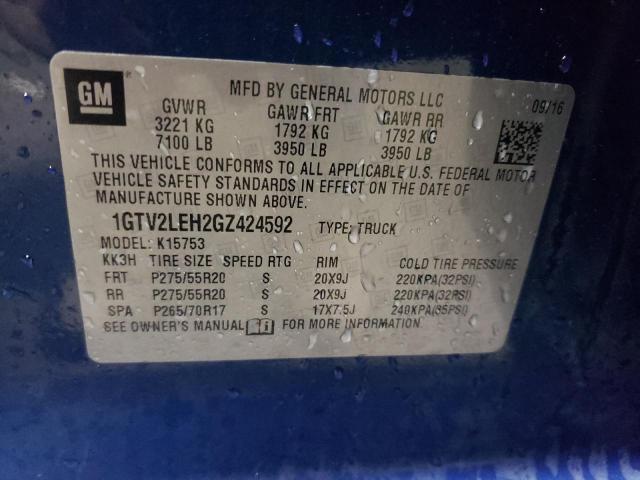 GM
MFD BY GENERAL MOTORS LLC
09/16
GVWR GAWR FRT GAWR RR
3221 KG 1792 KG 1792 KG
7100 LB 3950 LB 3950 LB
THIS VEHICLE CONFORMS TO ALL APPLICABLE U.S. FEDERAL MOTOR
VEHICLE SAFETY STANDARDS IN EFFECT ON THE DATE OF
MANUFACTURE SHOWN ABOVE.
1GTV2LEH2GZ424592 TYPE: TRUCK
MODEL: K15753
KK3H TIRE SIZE SPEED RTG RIM COLD TIRE PRESSURE
FRT P275/55R20 S 20X9J 220KPA(32PSI)
RR P275/55R20 S 20X9J 220KPA(32PSI)
SPA P265/70R17 S 17X7.5J 240KPA(35PSI)
SEE OWNER'S MANUAL i FOR MORE INFORMATION